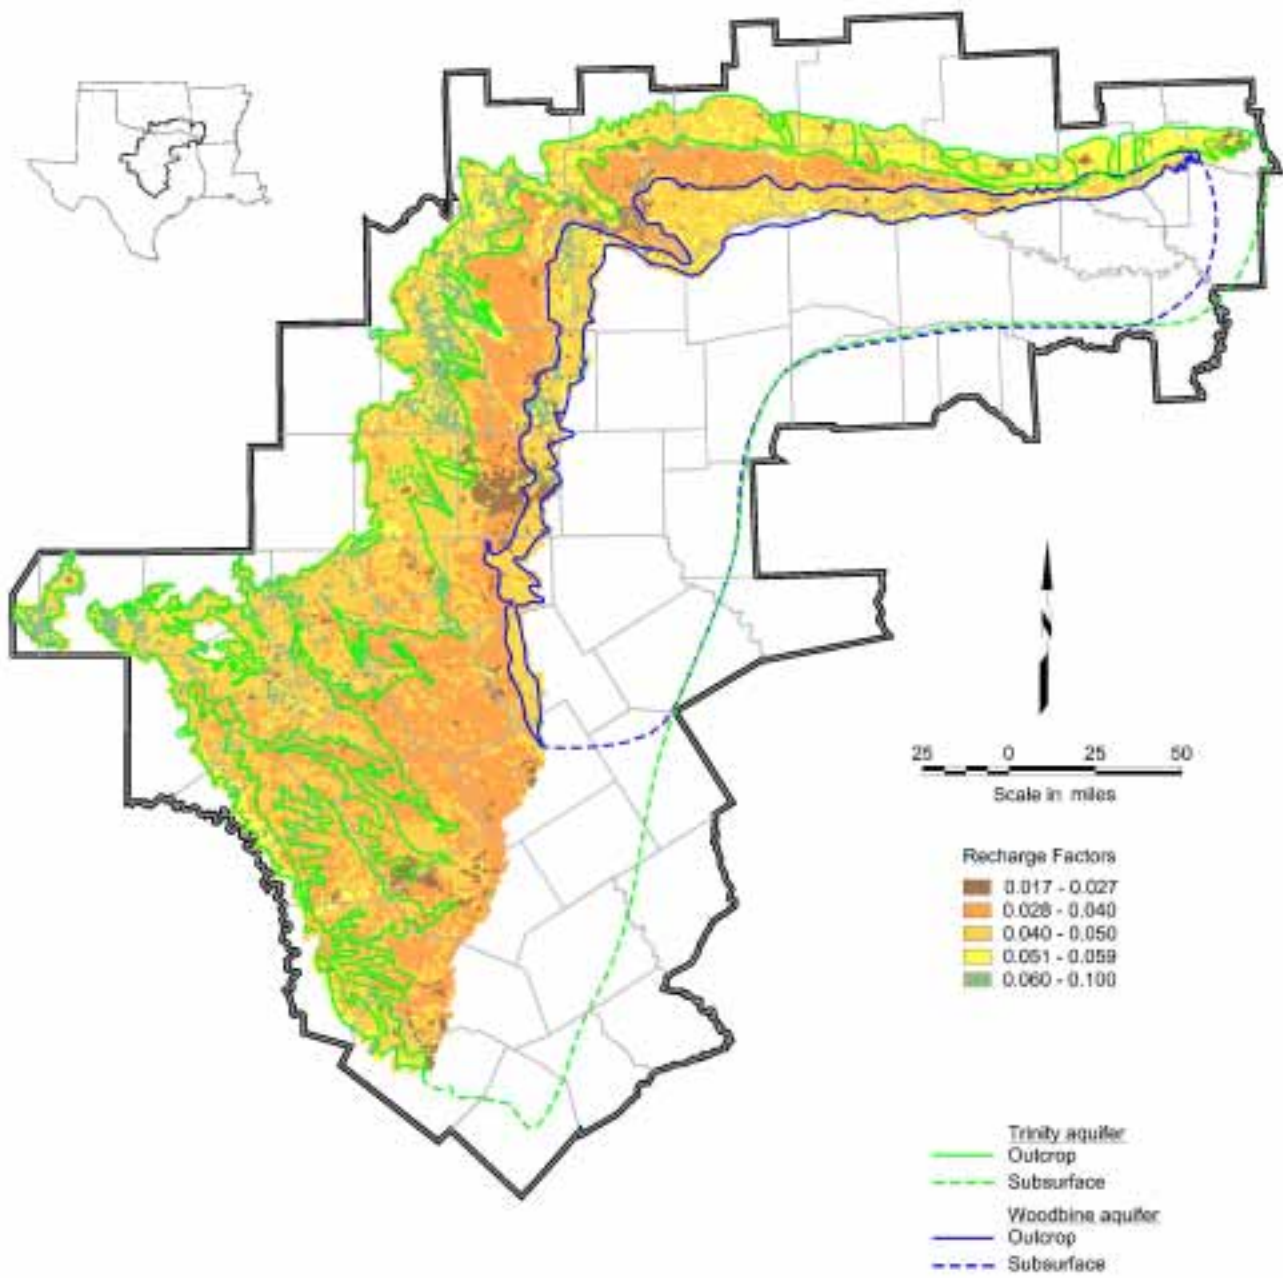 25 0 25 50
Scale in miles
Recharge Factors
0.017 - 0.027
0.028 - 0.040
0.040 - 0.050
0.051 - 0.059
0.060 - 0.100
Trinity aquifer
Outcrop
Subsurface
Woodbine aquifer
Outcrop
Subsurface